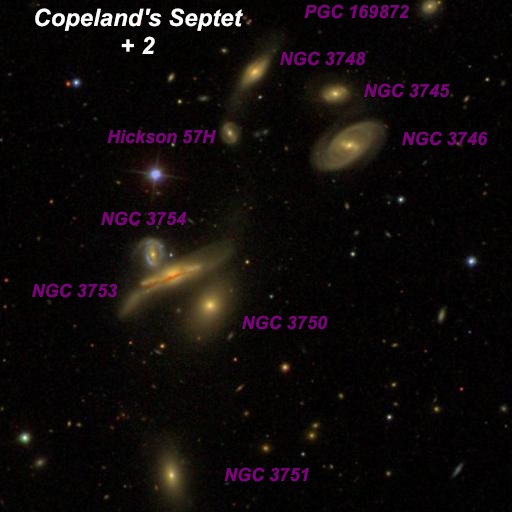 Copeland's Septet
+ 2
PGC 169872
NGC 3748
NGC 3745
Hickson 57H
NGC 3746
NGC 3754
NGC 3753
NGC 3750
NGC 3751